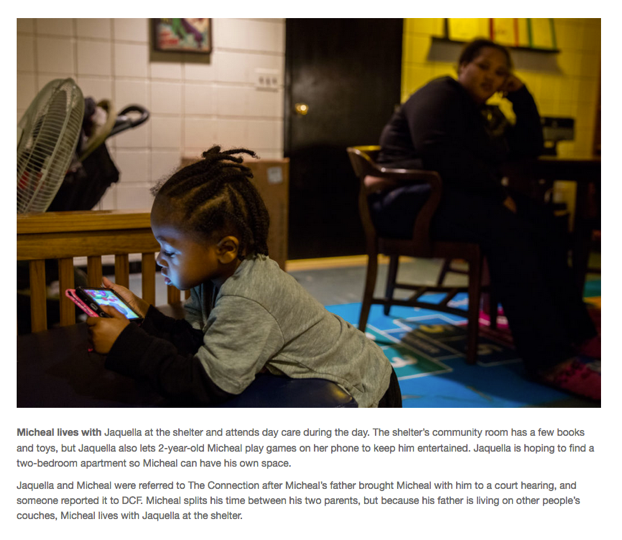 Micheal lives with Jaquella at the shelter and attends day care during the day. The shelter's community room has a few books
and toys, but Jaquella also lets 2-year-old Micheal play games on her phone to keep him entertained. Jaquella is hoping to find a
two-bedroom apartment so Micheal can have his own space.
Jaquella and Micheal were referred to The Connection after Micheal's father brought Micheal with him to a court hearing, and
someone reported it to DCF. Micheal splits his time between his two parents, but because his father is living on other people's
couches, Micheal lives with Jaquella at the shelter.